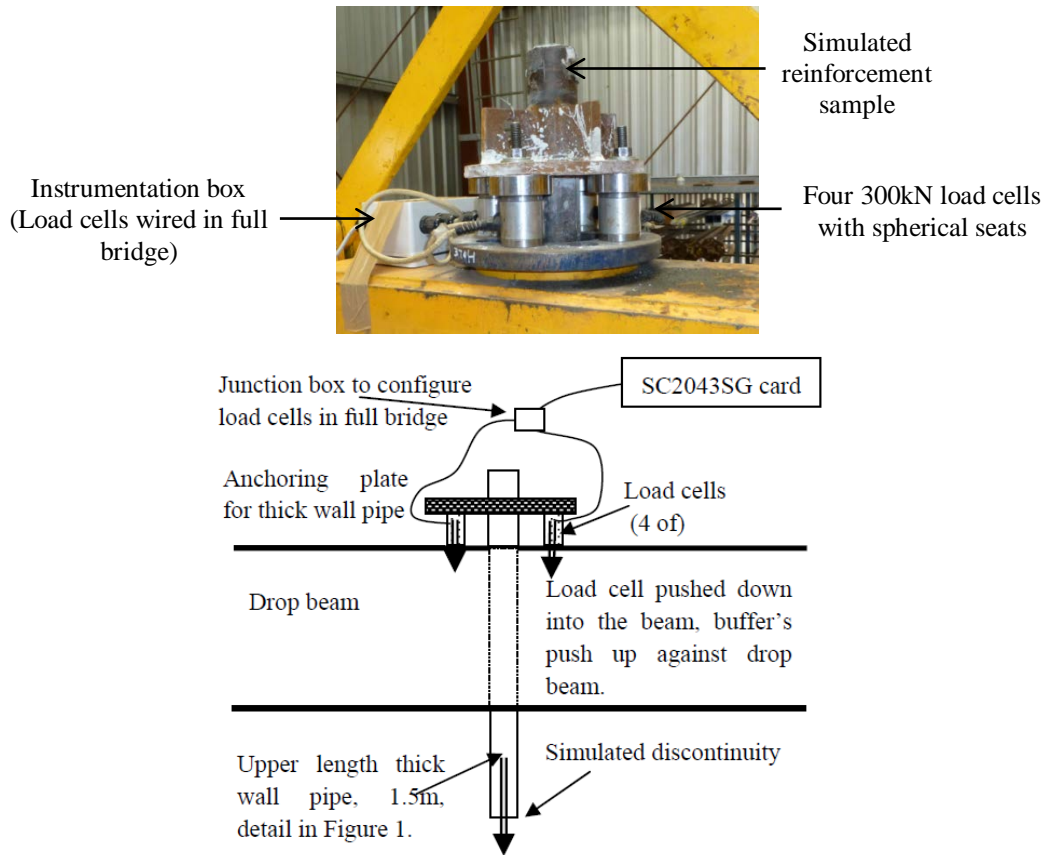 Simulated
reinforcement
sample
Instrumentation box
(Load cells wired in full
bridge)
Four 300kN load cells
with spherical seats
Junction box to configure
load cells in full bridge
SC2043SG card
Anchoring plate
for thick wall pipe
Load cells
(4 of)
Drop beam
Load cell pushed down
into the beam, buffer’s
push up against drop
beam.
Upper length thick
wall pipe, 1.5m,
detail in Figure 1.
Simulated discontinuity